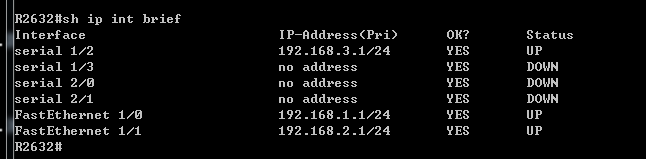 R2632#sh ip int brief
Interface IP-Address(Pri) OK? Status
serial 1/2 192.168.3.1/24 YES UP
serial 1/3 no address YES DOWN
serial 2/0 no address YES DOWN
serial 2/1 no address YES DOWN
FastEthernet 1/0 192.168.1.1/24 YES UP
FastEthernet 1/1 192.168.2.1/24 YES UP
R2632#